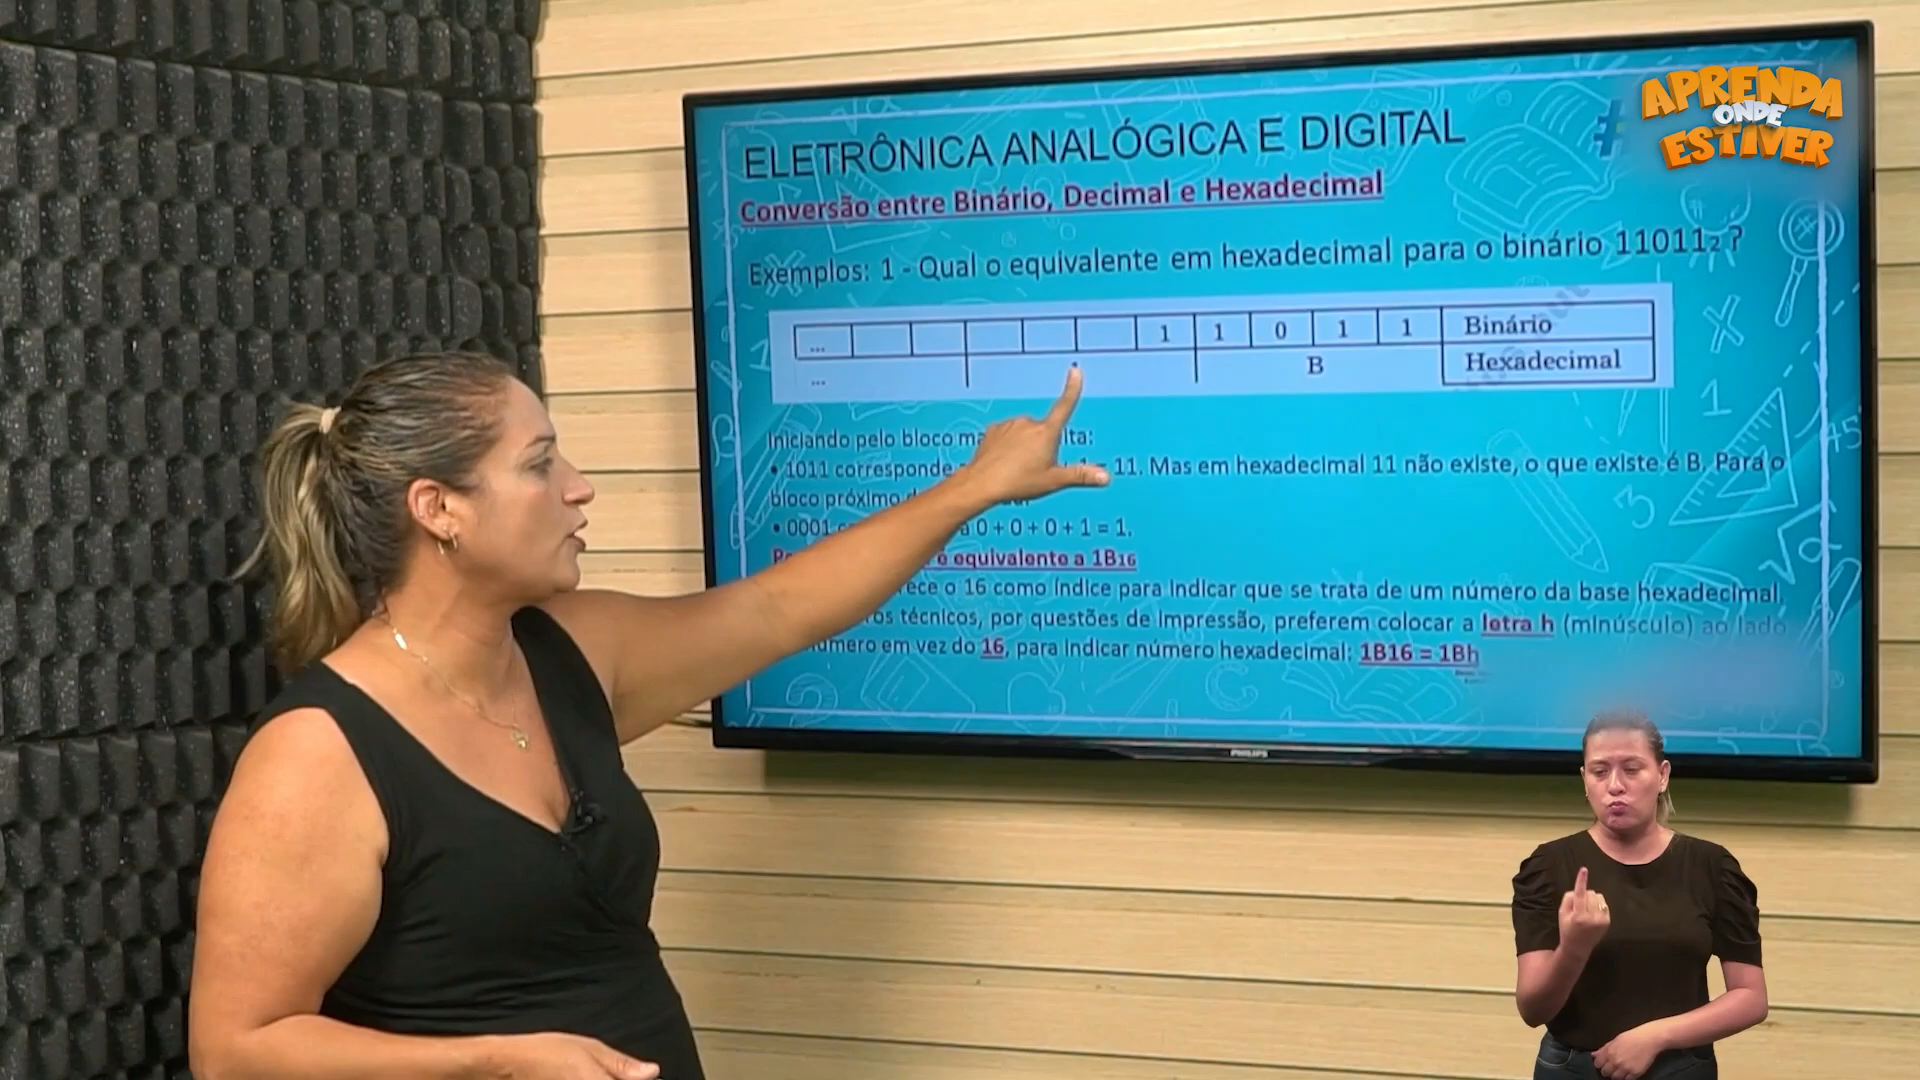 APRENDA
ONDE
ESTIVER
#
ELETRÔNICA ANALÓGICA E DIGITAL
Conversão entre Binário, Decimal e Hexadecimal
Exemplos: 1 - Qual o equivalente em hexadecimal para o binário 11011₂ ?
... 1 1 0 1 1 Binário
... B Hexadecimal
Iniciando pelo bloco
• 1011 corresponde 11. Mas em hexadecimal 11 não existe, o que existe é B. Para o
bloco próximo
• 0001 0 + 0 + 0 + 1 = 1.
equivalente a 1B16
o 16 como índice para indicar que se trata de um número da base hexadecimal.
técnicos, por questões de impressão, preferem colocar a letra h (minúsculo) ao lado
em vez do 16, para indicar número hexadecimal: 1B16 = 1Bh
PHILIPS